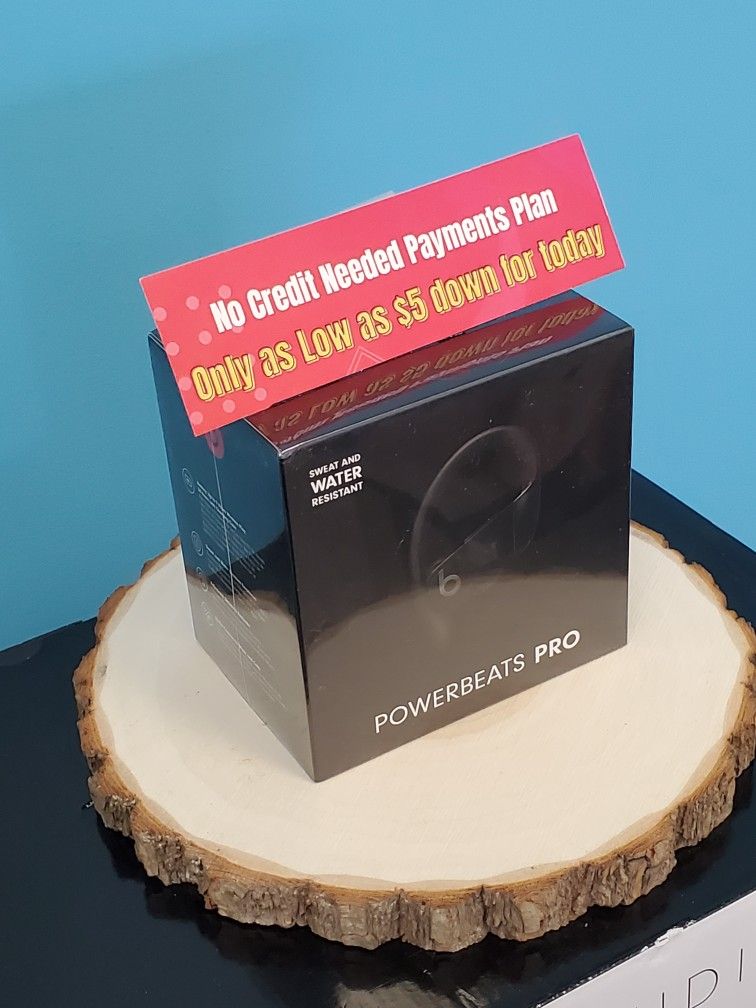 No Credit Needed Payments Plan
Only as Low as $5 down for today
SWEAT AND
WATER
RESISTANT
b
POWERBEATS PRO